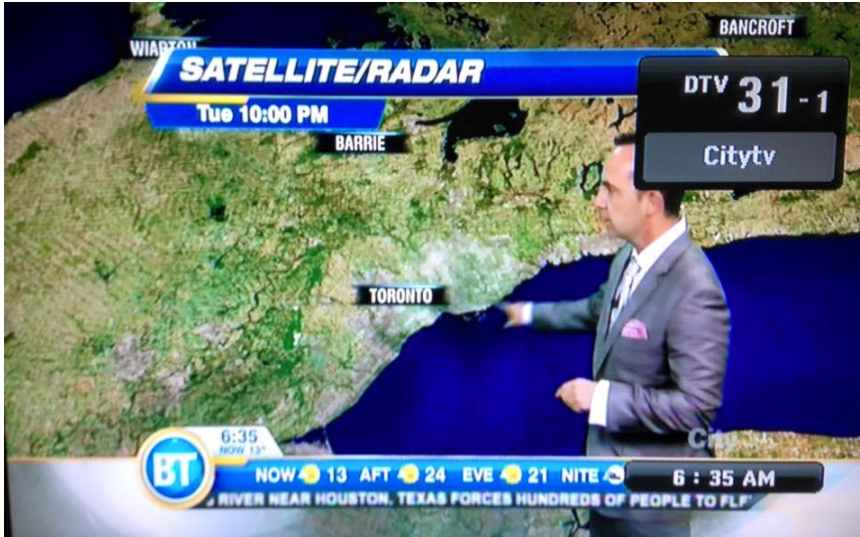 BANCROFT
WIARTON
SATELLITE/RADAR
Tue 10:00 PM
DTV 31-1
Citytv
BARRIE
TORONTO
City
6:35
NOW 13°
BT
NOW 13 AFT 24 EVE 21 NITE
6 : 35 AM
RIVER NEAR HOUSTON, TEXAS FORCES HUNDREDS OF PEOPLE TO